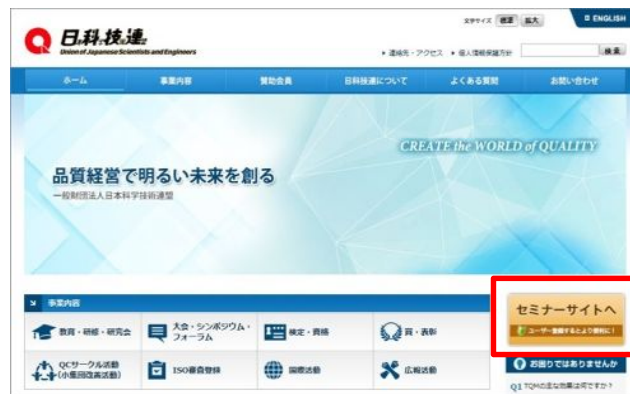 文字サイズ 標準 拡大 ENGLISH
日科技連
Union of Japanese Scientists and Engineers
連絡先・アクセス 個人情報保護方針 検索
ホーム 事業内容 賛助会員 日科技連について よくある質問 お問い合わせ
CREATE the WORLD of QUALITY
品質経営で明るい未来を創る
一般財団法人日本科学技術連盟
事業内容
教育・研修・研究会
大会・シンポジウム・
フォーラム
検定・資格
賞・表彰
QCサークル活動
(小集団改善活動)
ISO審査登録
国際活動
広報活動
セミナーサイトへ
ユーザー登録するとより便利に!
お困りではありませんか
Q1 TQMの主な効果は何ですか?